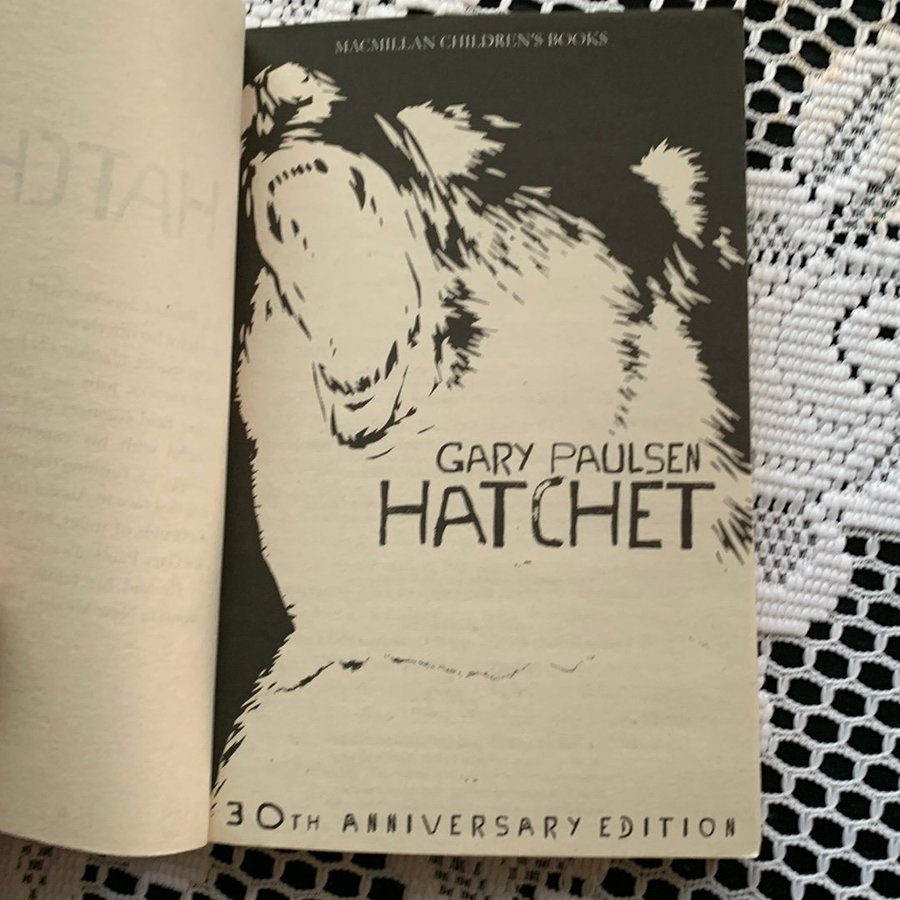 MACMILLAN CHILDREN'S BOOKS
GARY PAULSEN
HATCHET
30TH ANNIVERSARY EDITION